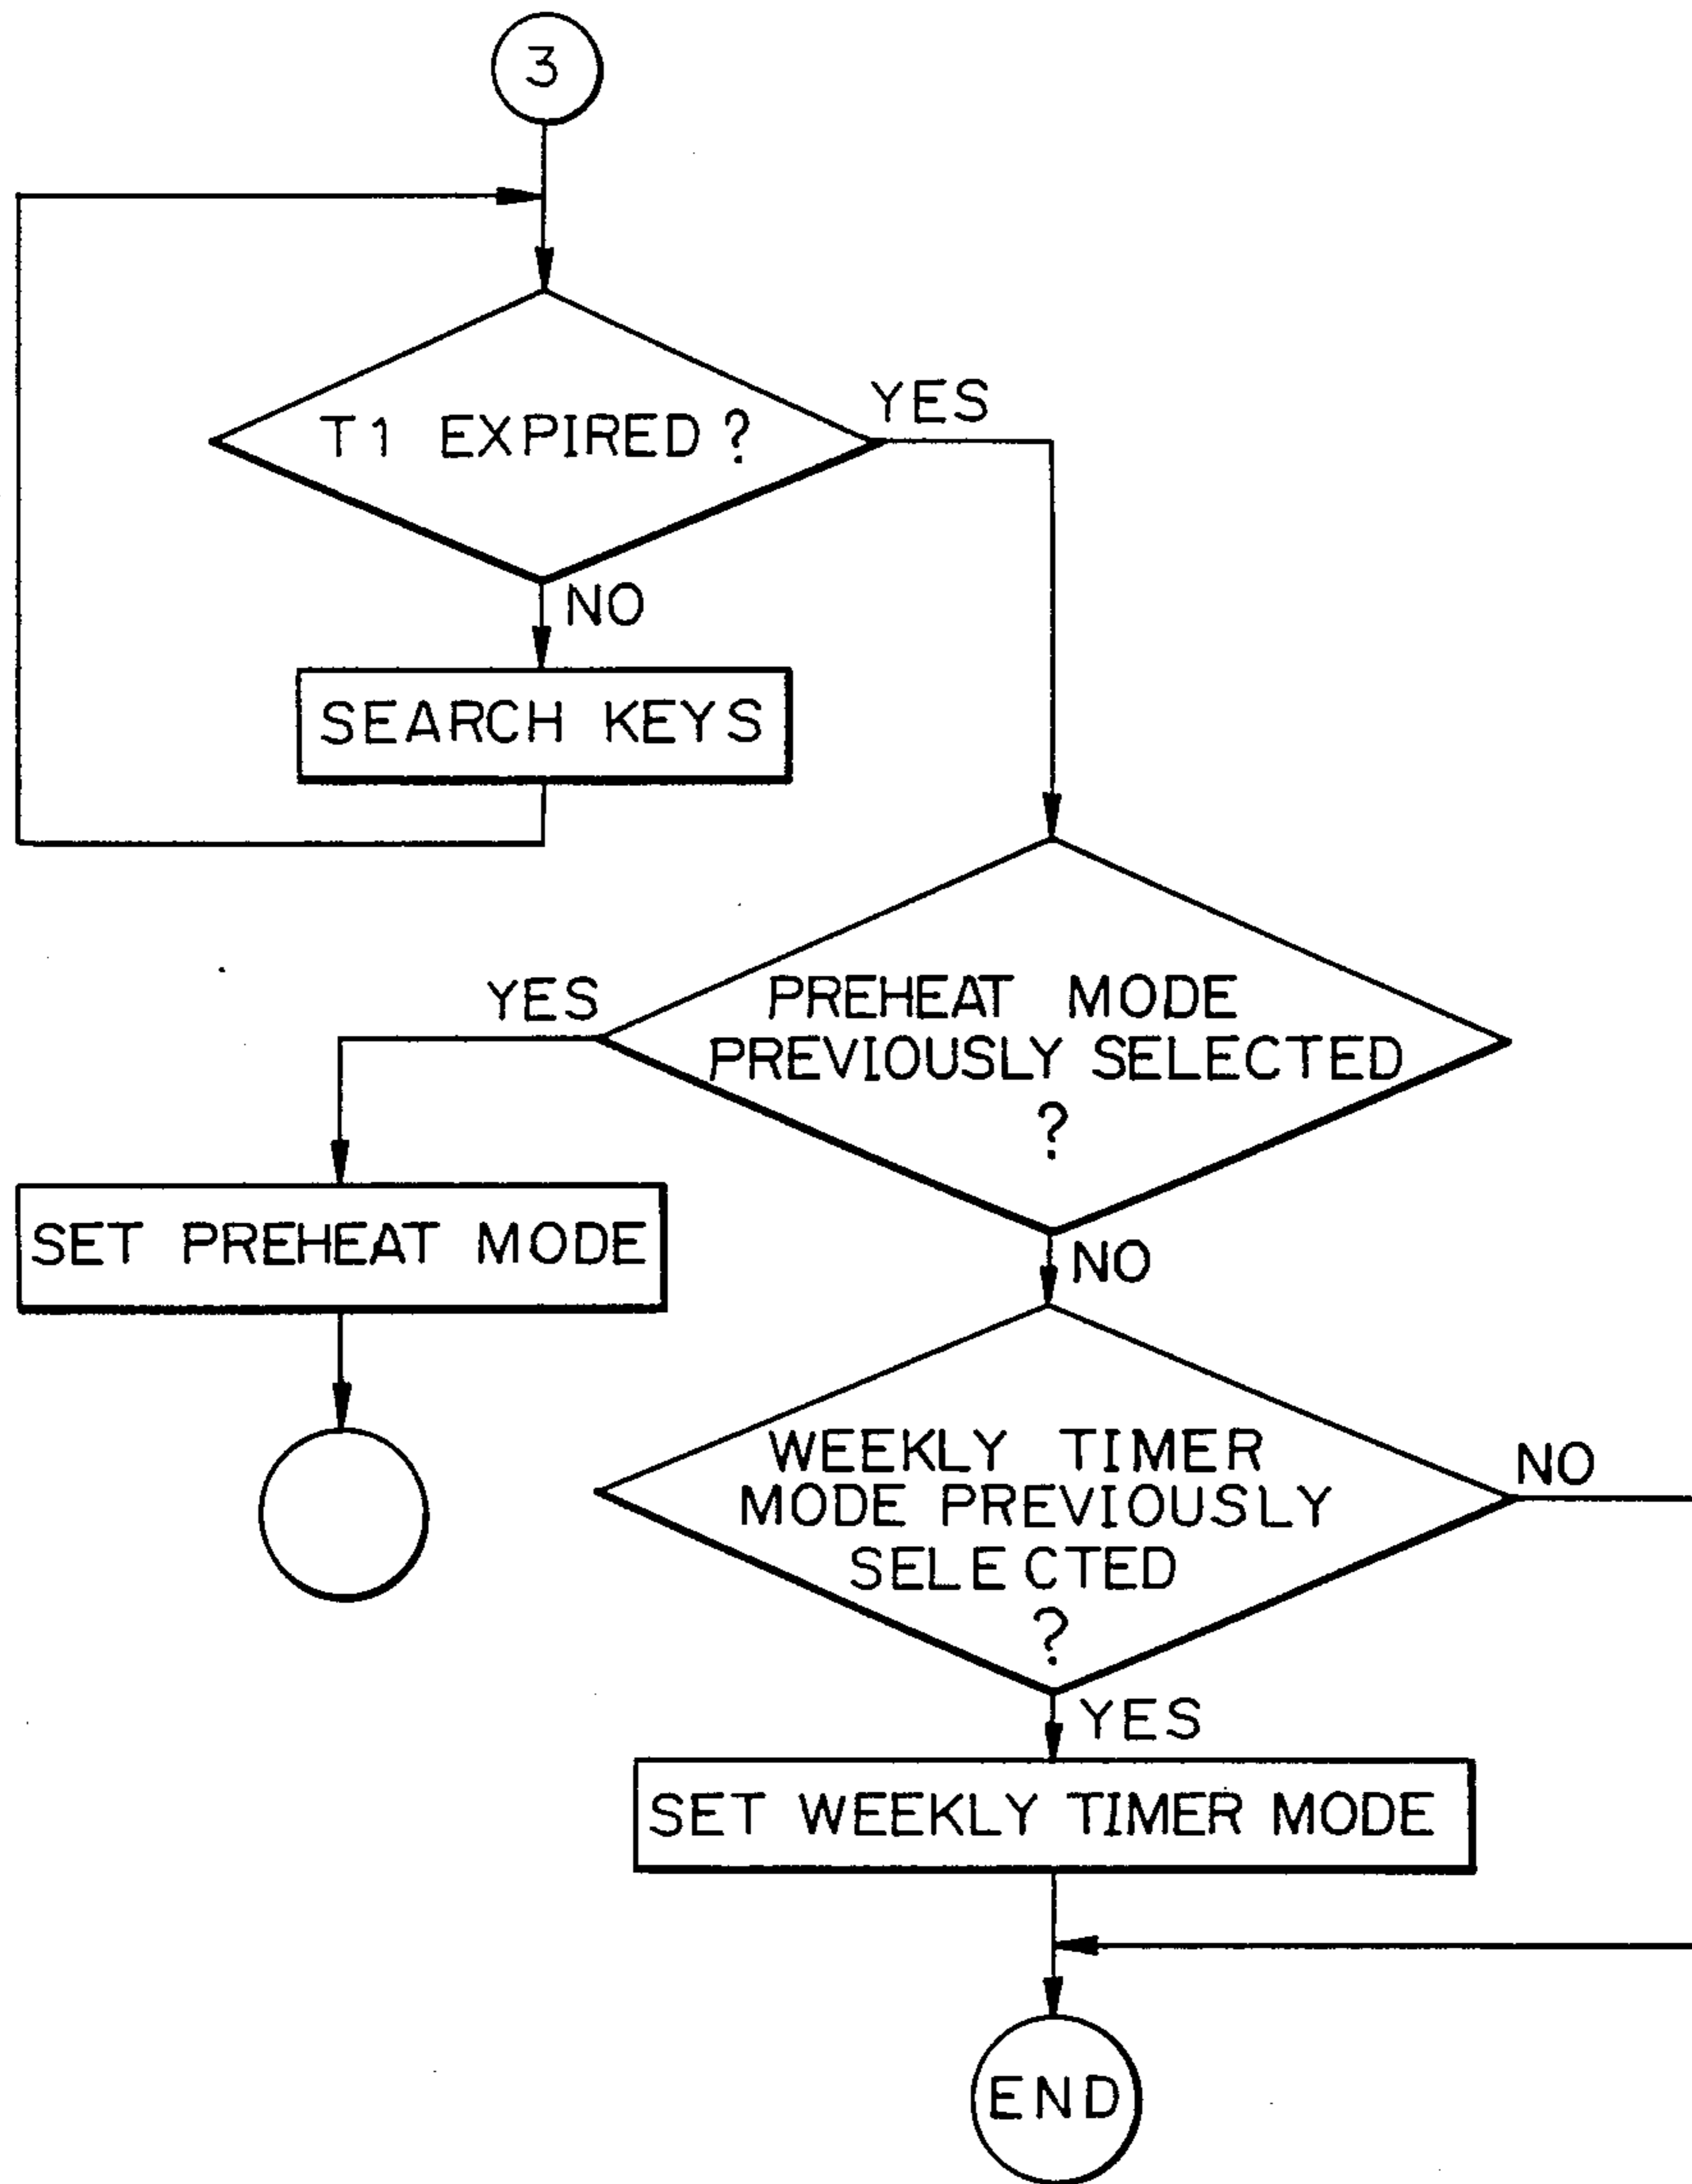 3
T1 EXPIRED ?
YES
NO
SEARCH KEYS
YES
PREHEAT MODE
PREVIOUSLY SELECTED
?
SET PREHEAT MODE
NO
WEEKLY TIMER
MODE PREVIOUSLY
SELECTED
?
NO
YES
SET WEEKLY TIMER MODE
END